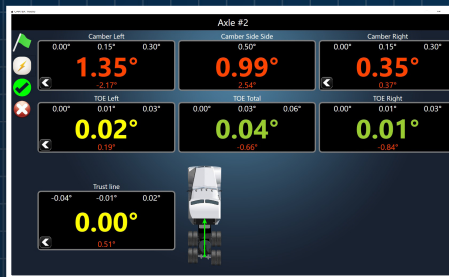 Axle #2
Camber Left
0.00° 0.15° 0.30°
1.35°
-2.17°
Camber Side Side
0.50°
0.99°
2.54°
Camber Right
0.00° 0.15° 0.30°
0.35°
0.37°
TOE Left
0.00° 0.01° 0.03°
0.02°
0.19°
TOE Total
0.00° 0.03° 0.06°
0.04°
-0.66°
TOE Right
0.00° 0.01° 0.03°
0.01°
-0.84°
Trust line
-0.04° -0.01° 0.02°
0.00°
0.51°